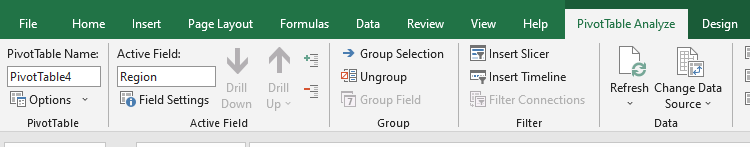 File Home Insert Page Layout Formulas Data Review View Help PivotTable Analyze Design
PivotTable Name:
PivotTable4
Options
PivotTable
Active Field:
Region
Field Settings
Drill Down
Drill Up
Active Field
Group Selection
Ungroup
7 Group Field
Group
Insert Slicer
Insert Timeline
Filter Connections
Filter
Refresh
Change Data
Source
Data